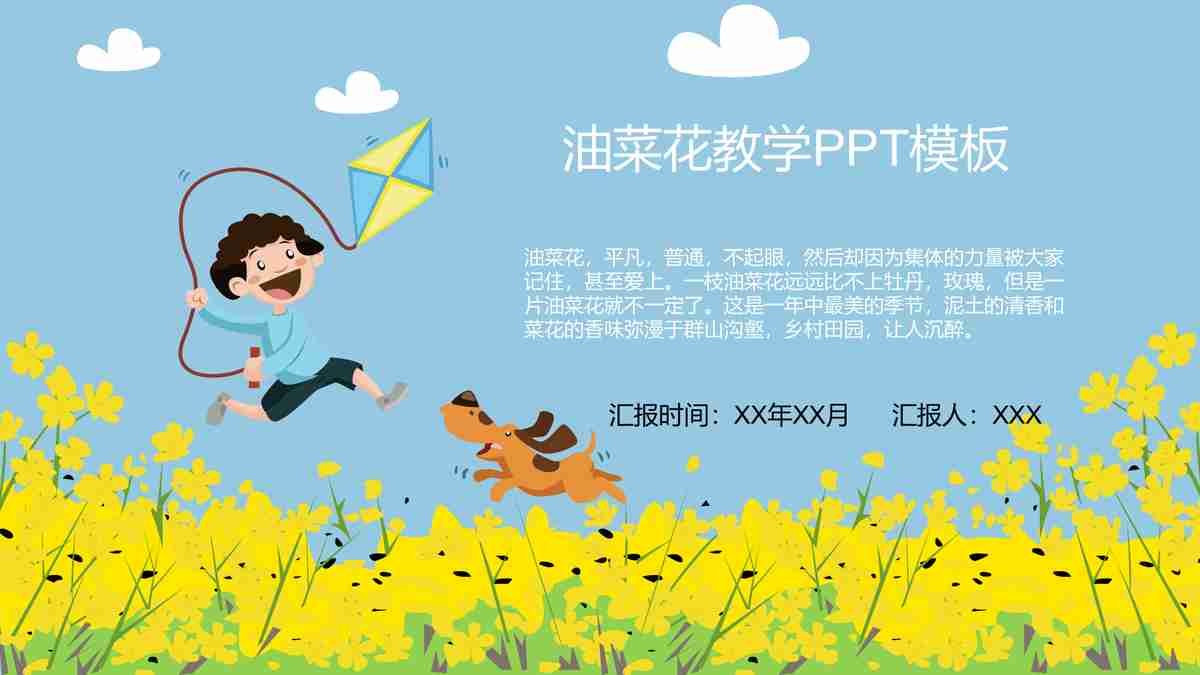 油菜花教学PPT模板
油菜花，平凡，普通，不起眼，然后却因为集体的力量被大家
记住，甚至爱上。一枝油菜花远远比不上牡丹，玫瑰，但是一
片油菜花就不一定了。这是一年中最美的季节，泥土的清香和
菜花的香味弥漫于群山沟壑，乡村田园，让人沉醉。
汇报时间：XX年XX月 汇报人：XXX